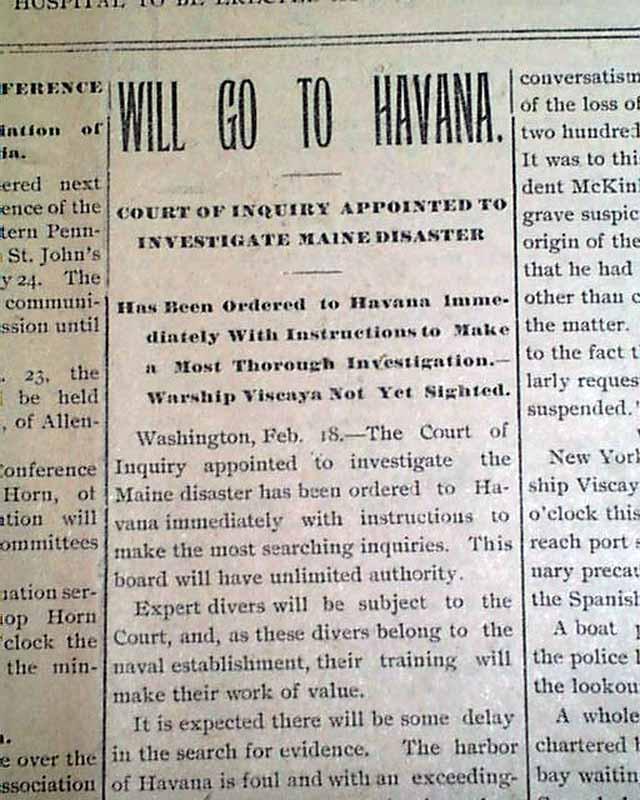 HOSPITAL TO BE ERECTED
FERENCE
iation of
ia.
ered next
ence of the
tern Penn-
St. John's
y 24. The
communi-
ssion until
. 23, the
be held
, of Allen-
Conference
Horn, of
ation will
ommittees
iation ser-
hop Horn
'clock the
the min-
.
e over the
ssociation
WILL GO TO HAVANA.
COURT OF INQUIRY APPOINTED TO
INVESTIGATE MAINE DISASTER
Has Been Ordered to Havana Imme-
diately With Instructions to Make
a Most Thorough Investigation.—
Warship Viscaya Not Yet Sighted.
Washington, Feb. 18.—The Court of
Inquiry appointed to investigate the
Maine disaster has been ordered to Ha-
vana immediately with instructions to
make the most searching inquiries. This
board will have unlimited authority.
Expert divers will be subject to the
Court, and, as these divers belong to the
naval establishment, their training will
make their work of value.
It is expected there will be some delay
in the search for evidence. The harbor
of Havana is foul and with an exceeding-
conversatism
of the loss of
two hundred
It was to this
dent McKinl
grave suspic
origin of the
that he had
other than c
the matter.
to the fact t
larly reques
suspended.'
New York
ship Viscay
o'clock this
reach port s
nary precau
the Spanish
A boat
the police l
the lookou
A whole
chartered b
bay waitin